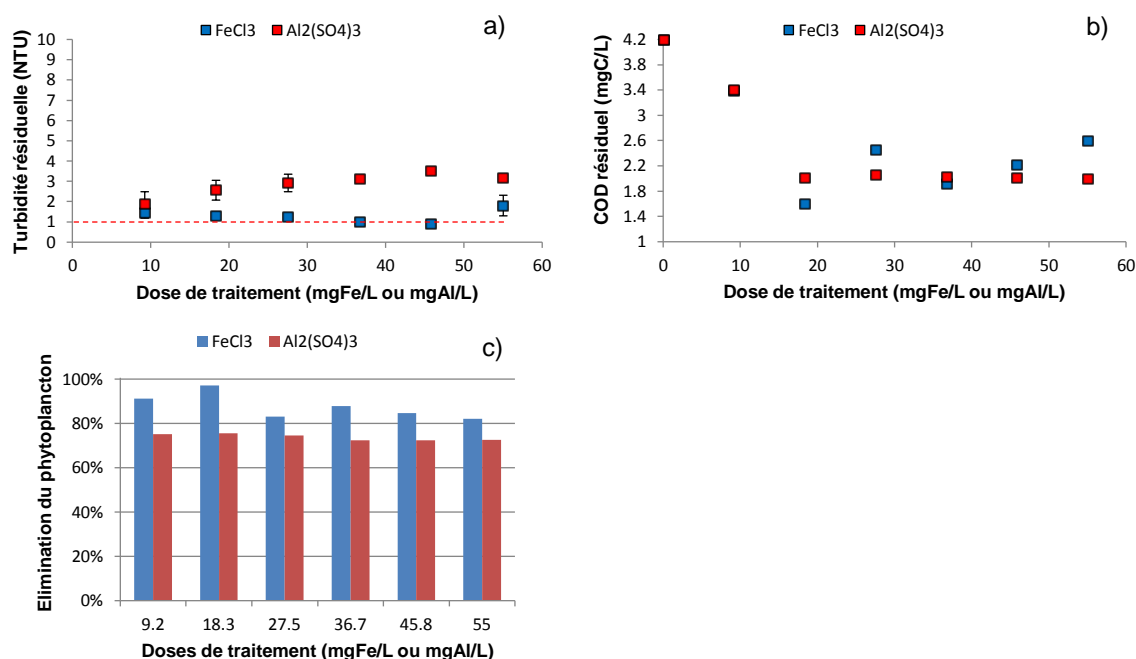 FeCl3 Al2(SO4)3 a)
Turbidité résiduelle (NTU)
10
9
8
7
6
5
4
3
2
1
0
0 10 20 30 40 50 60
Dose de traitement (mgFe/L ou mgAl/L)
FeCl3 Al2(SO4)3 b)
COD résiduel (mgC/L)
4.2
3.8
3.4
3
2.6
2.2
1.8
1.4
1
0 10 20 30 40 50 60
Dose de traitement (mgFe/L ou mgAl/L)
FeCl3 Al2(SO4)3 c)
Elimination du phytoplancton
100%
80%
60%
40%
20%
0%
9.2 18.3 27.5 36.7 45.8 55
Doses de traitement (mgFe/L ou mgAl/L)